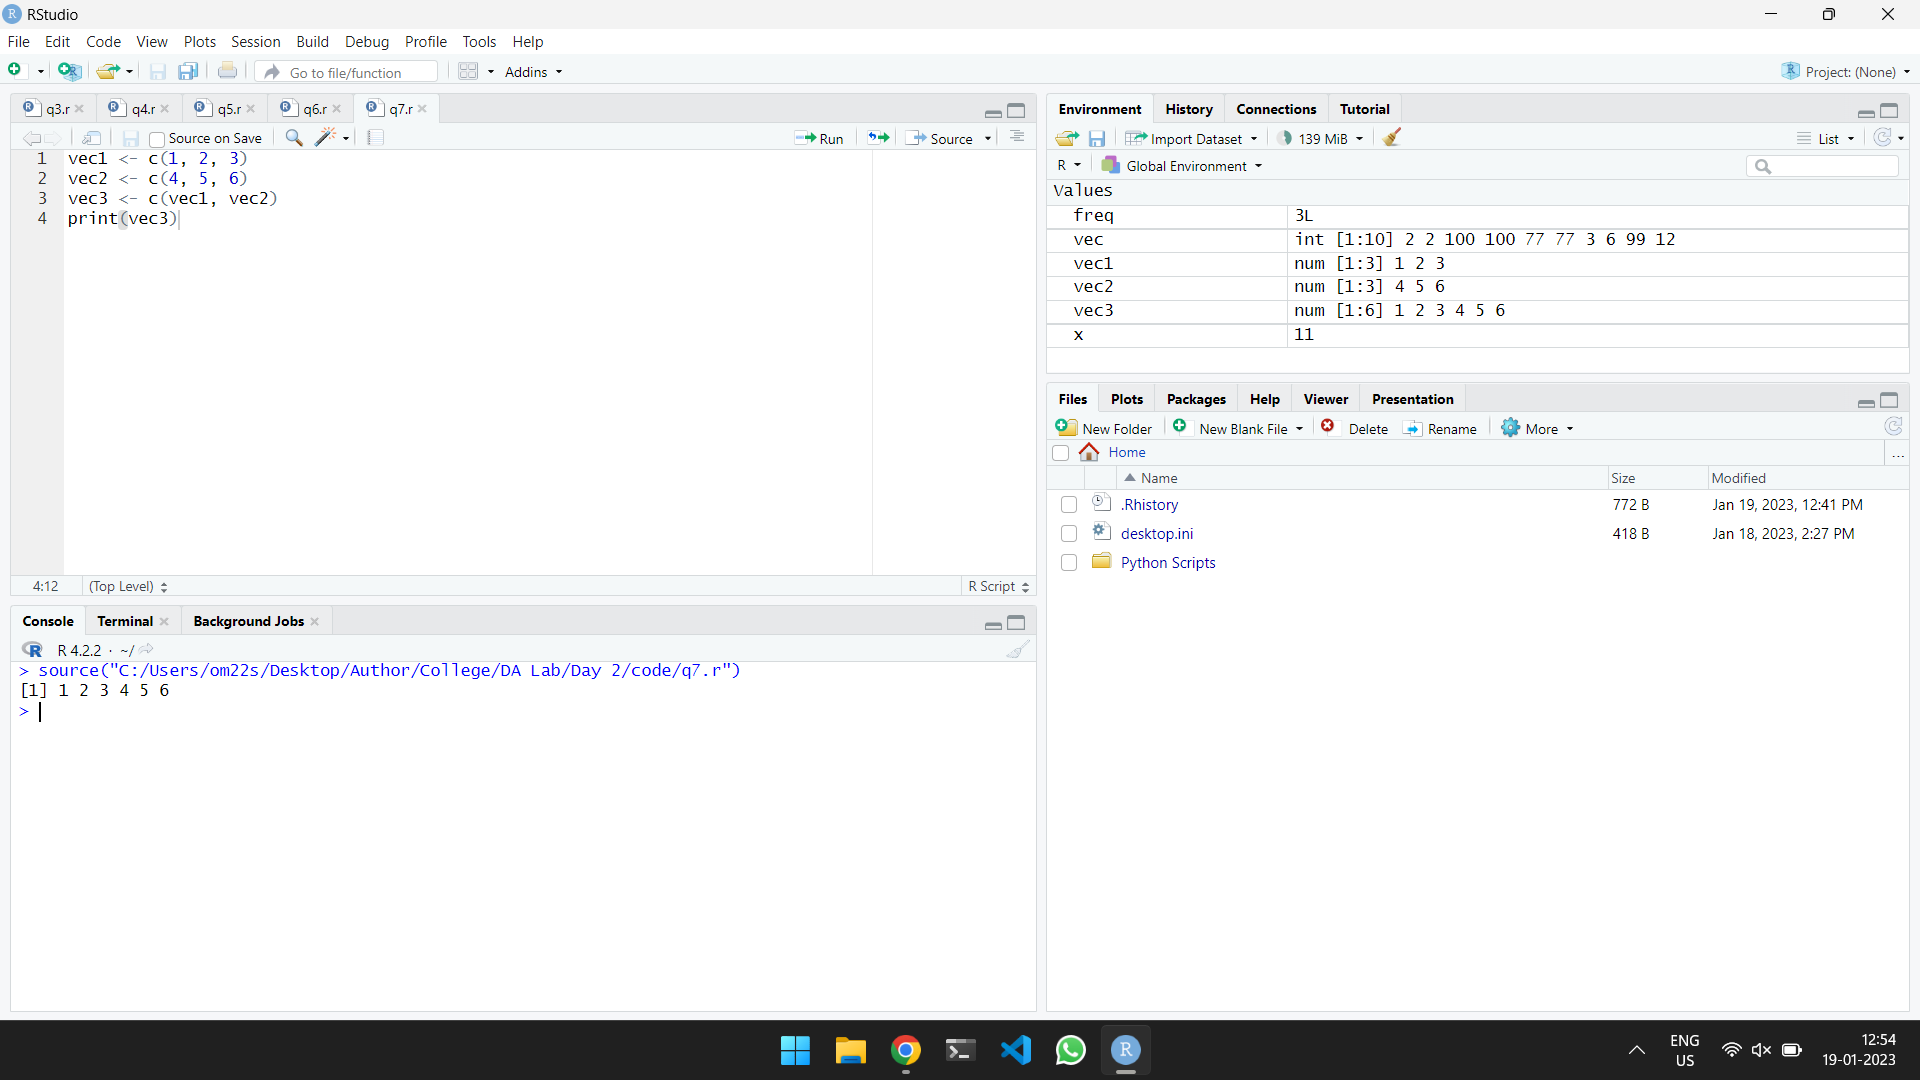 RStudio
File Edit Code View Plots Session Build Debug Profile Tools Help
Go to file/function Addins Project: (None)
q3.r q4.r q5.r q6.r q7.r
Source on Save Run Source
1 vec1 <- c(1, 2, 3)
2 vec2 <- c(4, 5, 6)
3 vec3 <- c(vec1, vec2)
4 print(vec3)
4:12 (Top Level) R Script
Console Terminal Background Jobs
R 4.2.2 · ~/
> source("C:/Users/om22s/Desktop/Author/College/DA Lab/Day 2/code/q7.r")
[1] 1 2 3 4 5 6
>
Environment History Connections Tutorial
Import Dataset 139 MiB List
R Global Environment
Values
freq 3L
vec int [1:10] 2 2 100 100 77 77 3 6 99 12
vec1 num [1:3] 1 2 3
vec2 num [1:3] 4 5 6
vec3 num [1:6] 1 2 3 4 5 6
x 11
Files Plots Packages Help Viewer Presentation
New Folder New Blank File Delete Rename More
Home ...
Name Size Modified
.Rhistory 772 B Jan 19, 2023, 12:41 PM
desktop.ini 418 B Jan 18, 2023, 2:27 PM
Python Scripts
ENG
US
12:54
19-01-2023